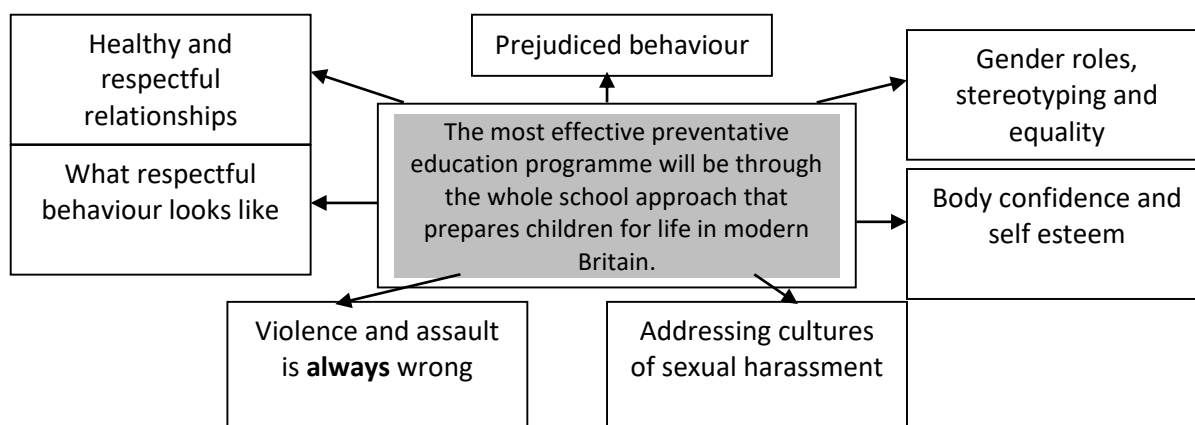 Healthy and
respectful
relationships
Prejudiced behaviour
Gender roles,
stereotyping and
equality
What respectful
behaviour looks like
The most effective preventative
education programme will be through
the whole school approach that
prepares children for life in modern
Britain.
Body confidence and
self esteem
Violence and assault
is always wrong
Addressing cultures
of sexual harassment